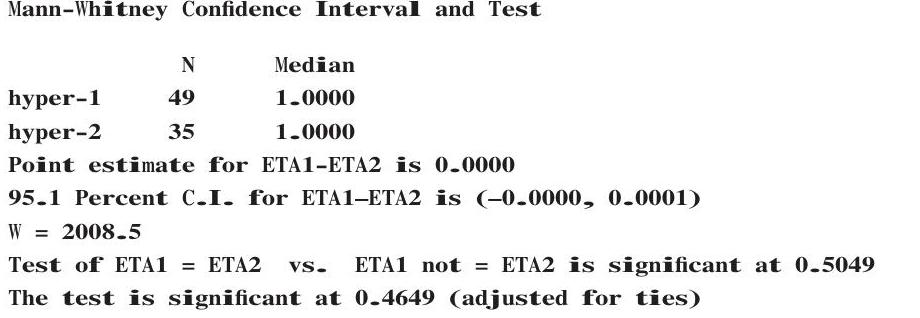 Mann-Whitney Confidence Interval and Test
N Median
hyper-1 49 1.0000
hyper-2 35 1.0000
Point estimate for ETA1-ETA2 is 0.0000
95.1 Percent C.I. for ETA1–ETA2 is (–0.0000, 0.0001)
W = 2008.5
Test of ETA1 = ETA2 vs. ETA1 not = ETA2 is significant at 0.5049
The test is significant at 0.4649 (adjusted for ties)